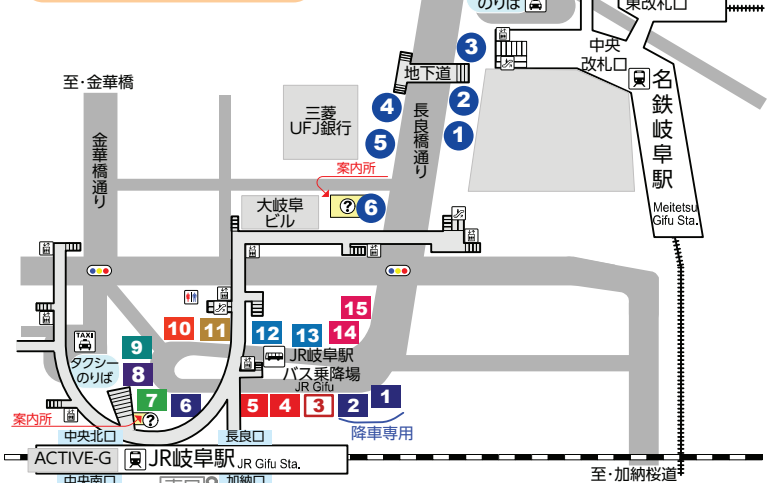 のりば
東改札口
3
中央
改札口
地下道
至・金華橋
名鉄岐阜駅
三菱
UFJ銀行
4
2
長良橋通り
5
1
金華橋通り
案内所
大岐阜
ビル
?
6
Meitetsu
Gifu Sta.
15
10
11
12
13
14
TAXI
9
JR岐阜駅
タクシー
のりば
8
バス乗降場
JR Gifu
7
6
5
4
3
2
1
案内所
?
降車専用
中央北口
長良口
ACTIVE-G
JR岐阜駅 JR Gifu Sta.
至・加納桜道
中央南口
加納口